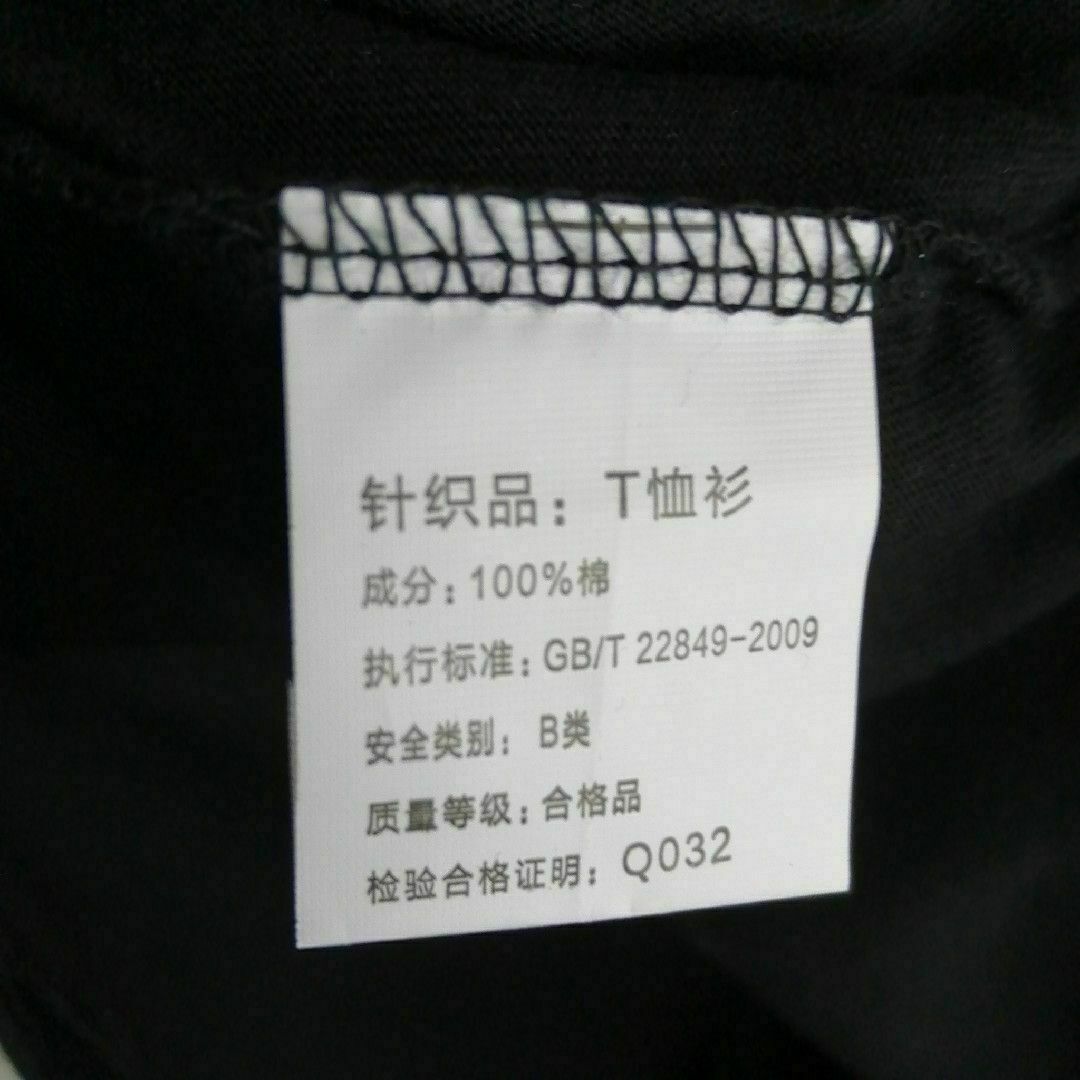 针织品：T恤衫
成分：100%棉
执行标准：GB/T 22849-2009
安全类别：B类
质量等级：合格品
检验合格证明：Q032